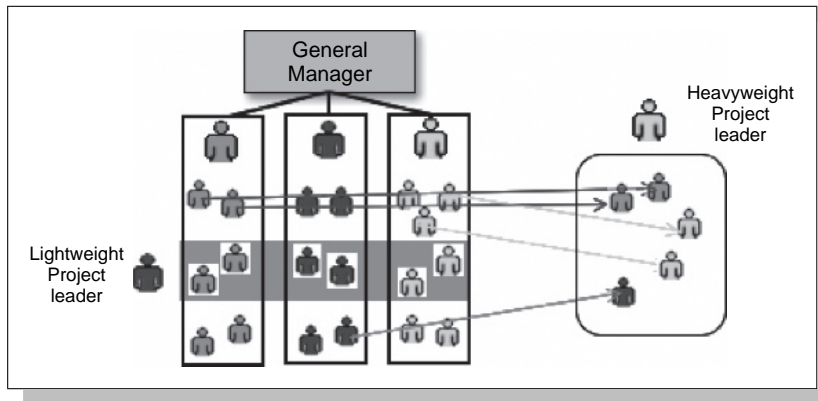 General
Manager
Heavyweight
Project
leader
Lightweight
Project
leader